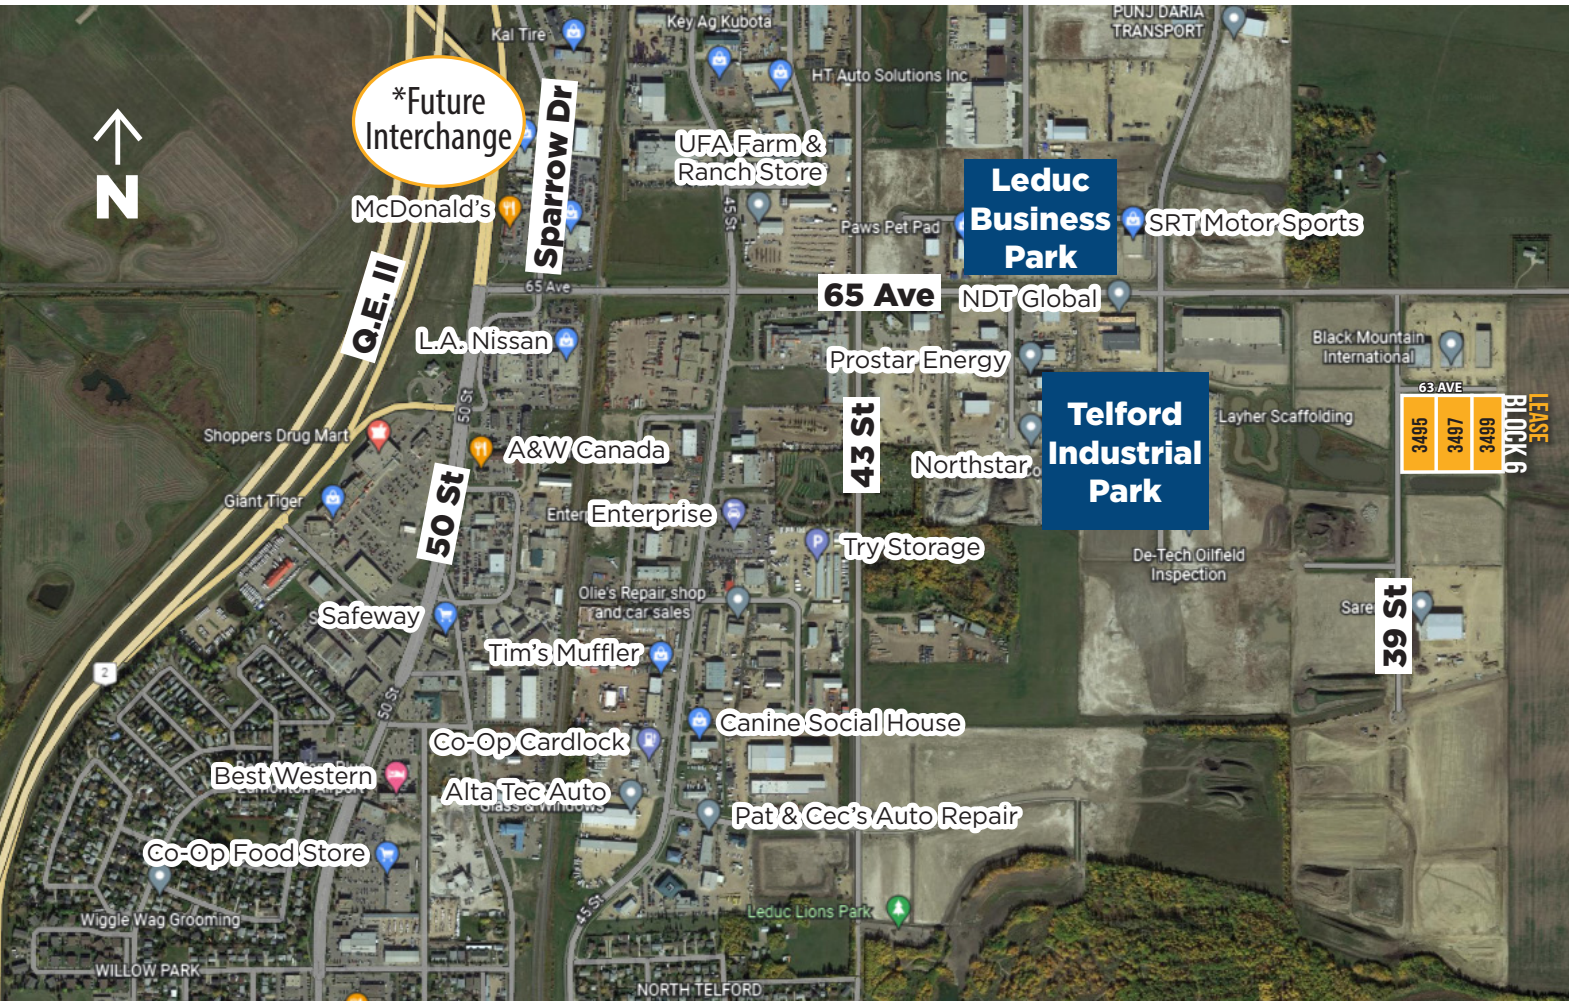 Kal Tire
Key Ag Kubota
PUNJ DARIA
TRANSPORT
HT Auto Solutions Inc
*Future
Interchange
Sparrow Dr
UFA Farm &
Ranch Store
N
McDonald's
45 St
Paws Pet Pad
Leduc
Business
Park
SRT Motor Sports
Q.E. II
65 Ave
65 Ave
NDT Global
L.A. Nissan
Prostar Energy
Black Mountain
International
63 AVE
3495
3497
3499
BLOCK 6
LEASE
50 St
Shoppers Drug Mart
A&W Canada
43 St
Northstar
Telford
Industrial
Park
Layher Scaffolding
Giant Tiger
50 St
Enterprise
Try Storage
De-Tech Oilfield
Inspection
Olie's Repair shop
and car sales
Safeway
39 St
Tim's Muffler
2
50 St
Canine Social House
Co-Op Cardlock
Best Western
Alta Tec Auto
Glass & Windows
Pat & Cec's Auto Repair
Co-Op Food Store
Wiggle Wag Grooming
45 St
Leduc Lions Park
WILLOW PARK
NORTH TELFORD